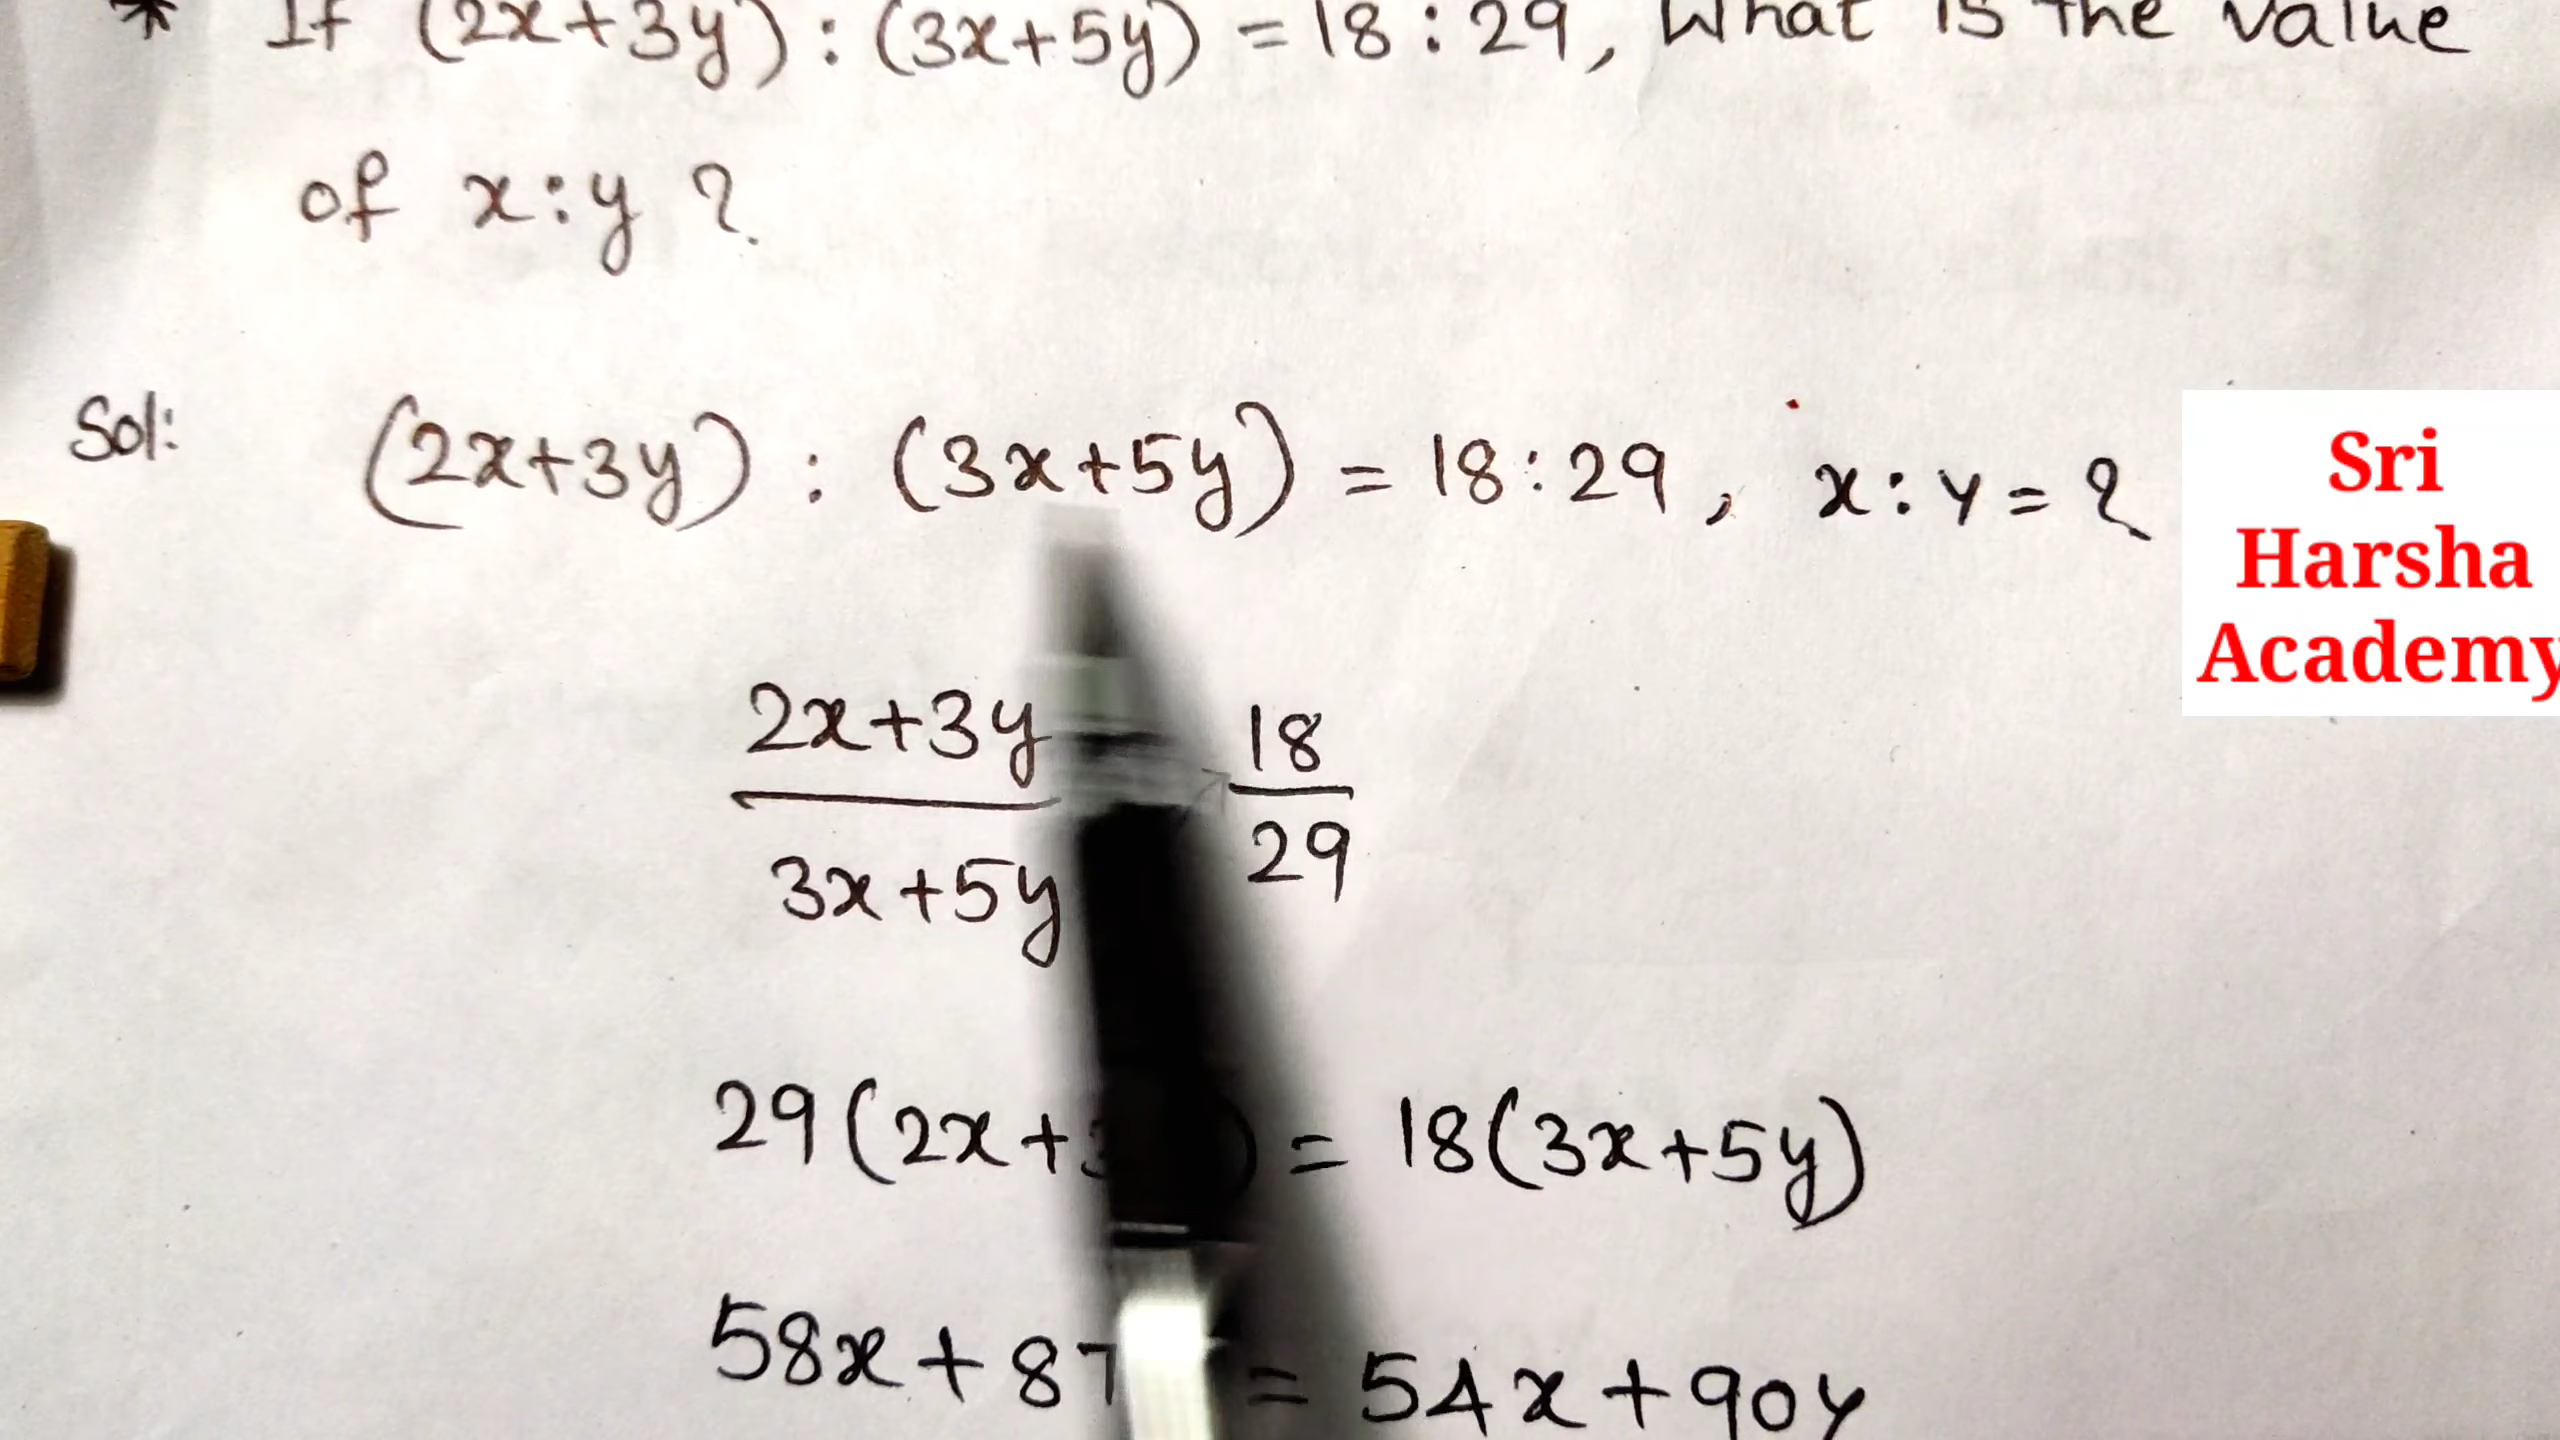 * If (2x+3y) : (3x+5y) = 18 : 29, What is the value
of x:y ?
Sol: (2x+3y) : (3x+5y) = 18:29, x:y = ?
Sri
Harsha
Academy
2x+3y 18
3x+5y 29
29(2x+ ) = 18(3x+5y)
58x + 87 = 54x + 90y